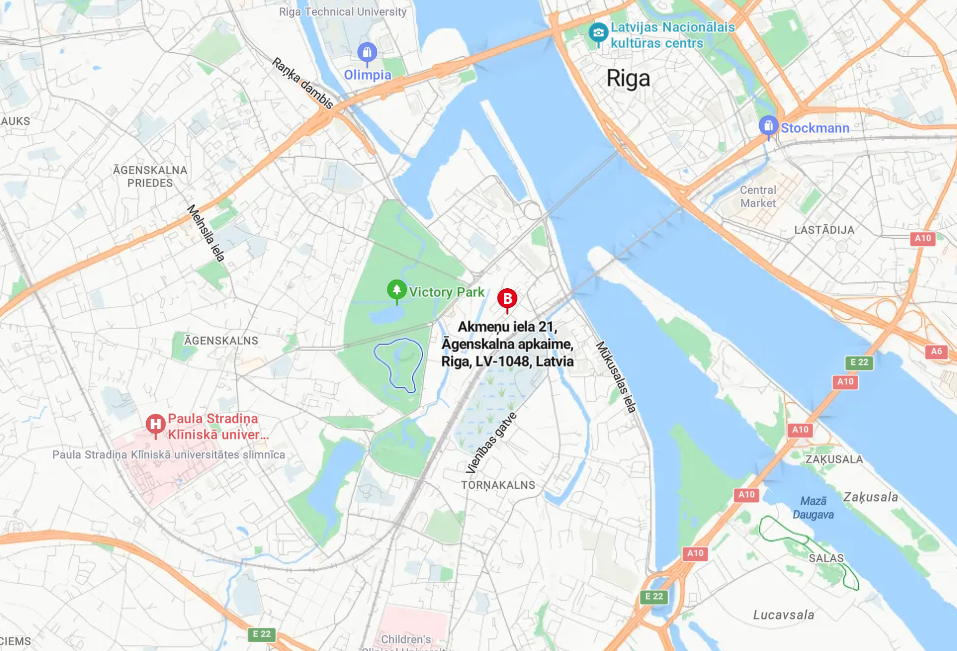 Riga Technical University
Latvijas Nacionālais
kultūras centrs
Olimpia
Raņka dambis
Riga
AUKS
Stockmann
ĀGENSKALNA
PRIEDES
Central
Market
Melnsila iela
LASTĀDIJA
A10
Victory Park
B
Akmeņu iela 21,
Āgenskalna apkaime,
Riga, LV-1048, Latvia
ĀGENSKALNS
Mūkusalas iela
A6
E 22
A10
H
Paula Stradiņa
Klīniskā univer...
Paula Stradiņa Klīniskā universitātes slimnīca
Vienības gatve
A10
ZAĶUSALA
TORŅAKALNS
A10
Mazā
Daugava
Zaķusala
A10
SALAS
E 22
Lucavsala
E 22
CIEMS
Children's
Clinical University